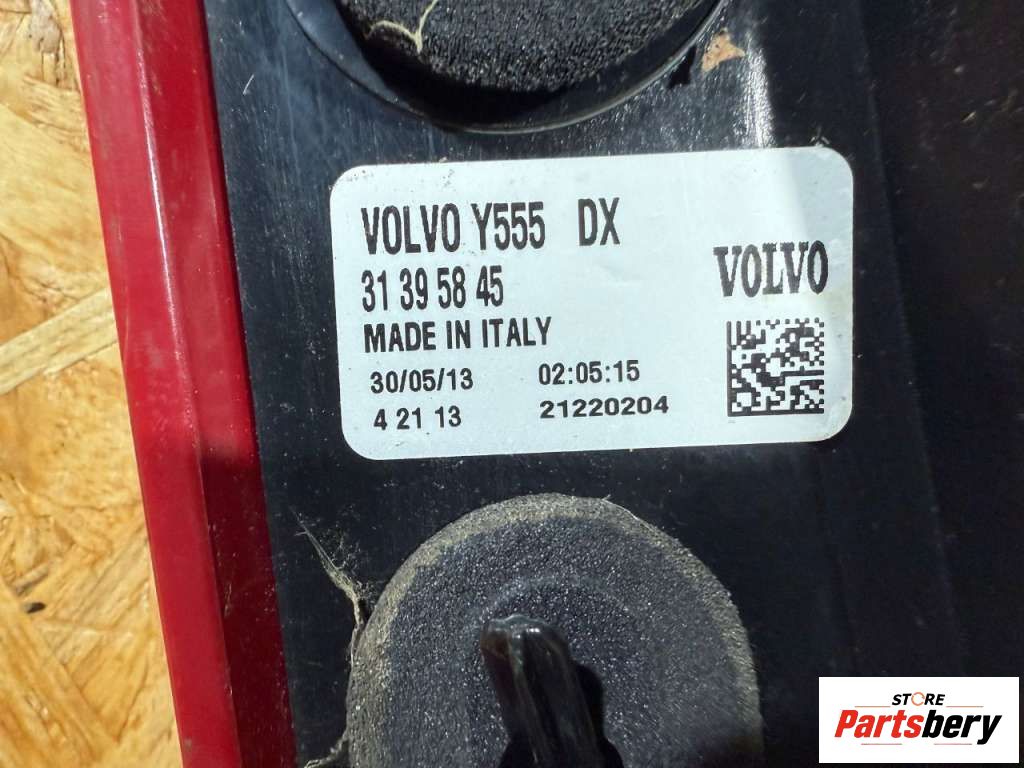 VOLVO Y555 DX
31 39 58 45
VOLVO
MADE IN ITALY
30/05/13 02:05:15
4 21 13 21220204
STORE
Partsbery